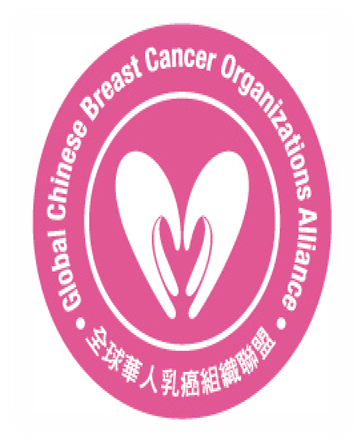 Global Chinese Breast Cancer Organizations Alliance
全球華人乳癌組織聯盟